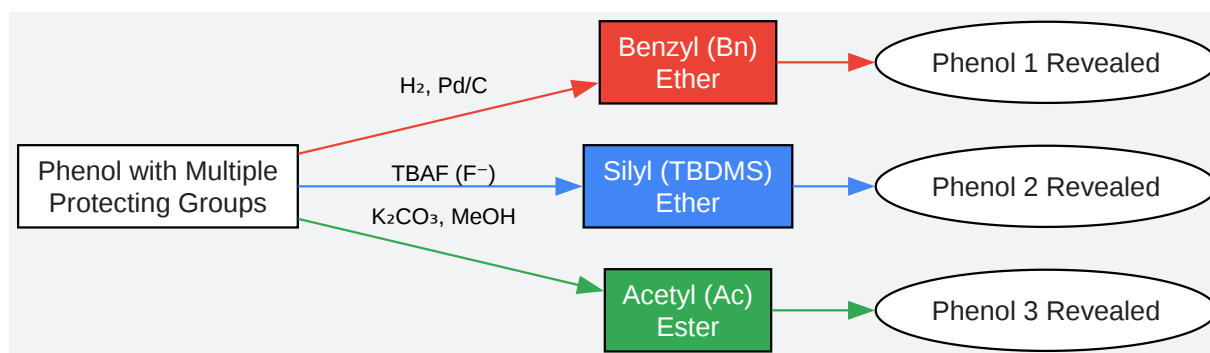 Phenol with Multiple
Protecting Groups
H₂, Pd/C
TBAF (F⁻)
K₂CO₃, MeOH
Benzyl (Bn)
Ether
Silyl (TBDMS)
Ether
Acetyl (Ac)
Ester
Phenol 1 Revealed
Phenol 2 Revealed
Phenol 3 Revealed